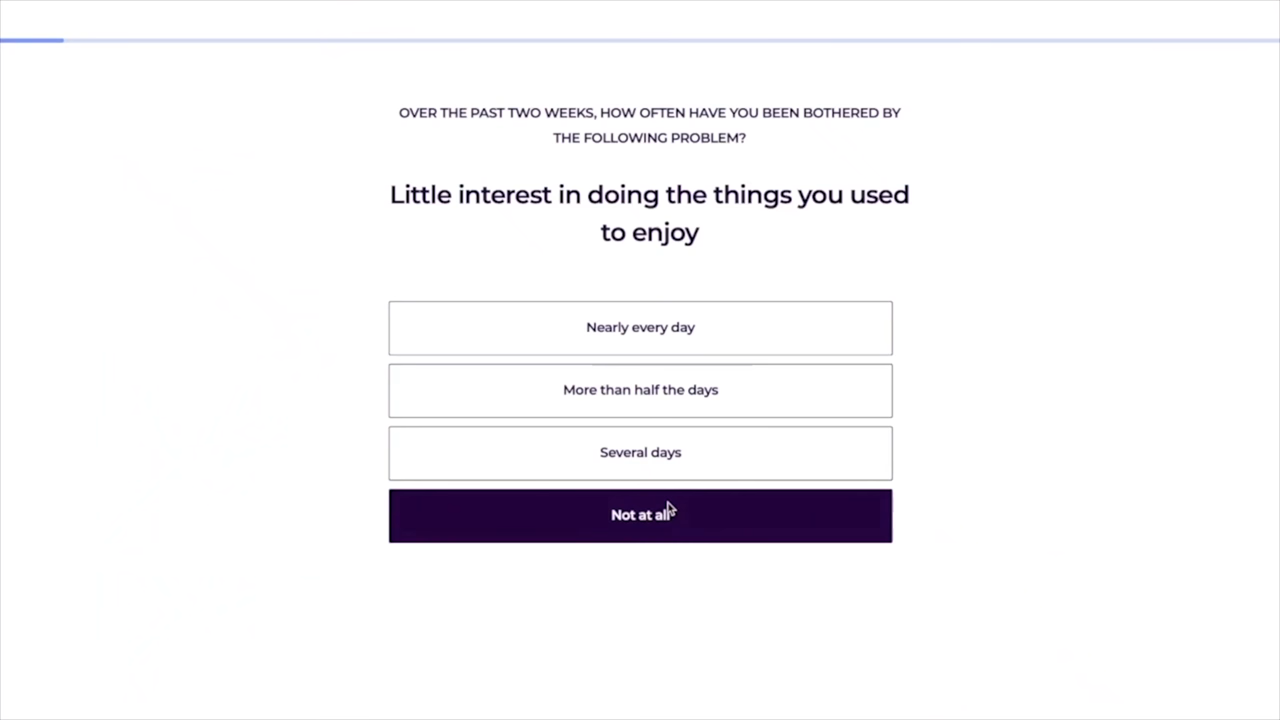 OVER THE PAST TWO WEEKS, HOW OFTEN HAVE YOU BEEN BOTHERED BY
THE FOLLOWING PROBLEM?
Little interest in doing the things you used
to enjoy
Nearly every day
More than half the days
Several days
Not at all